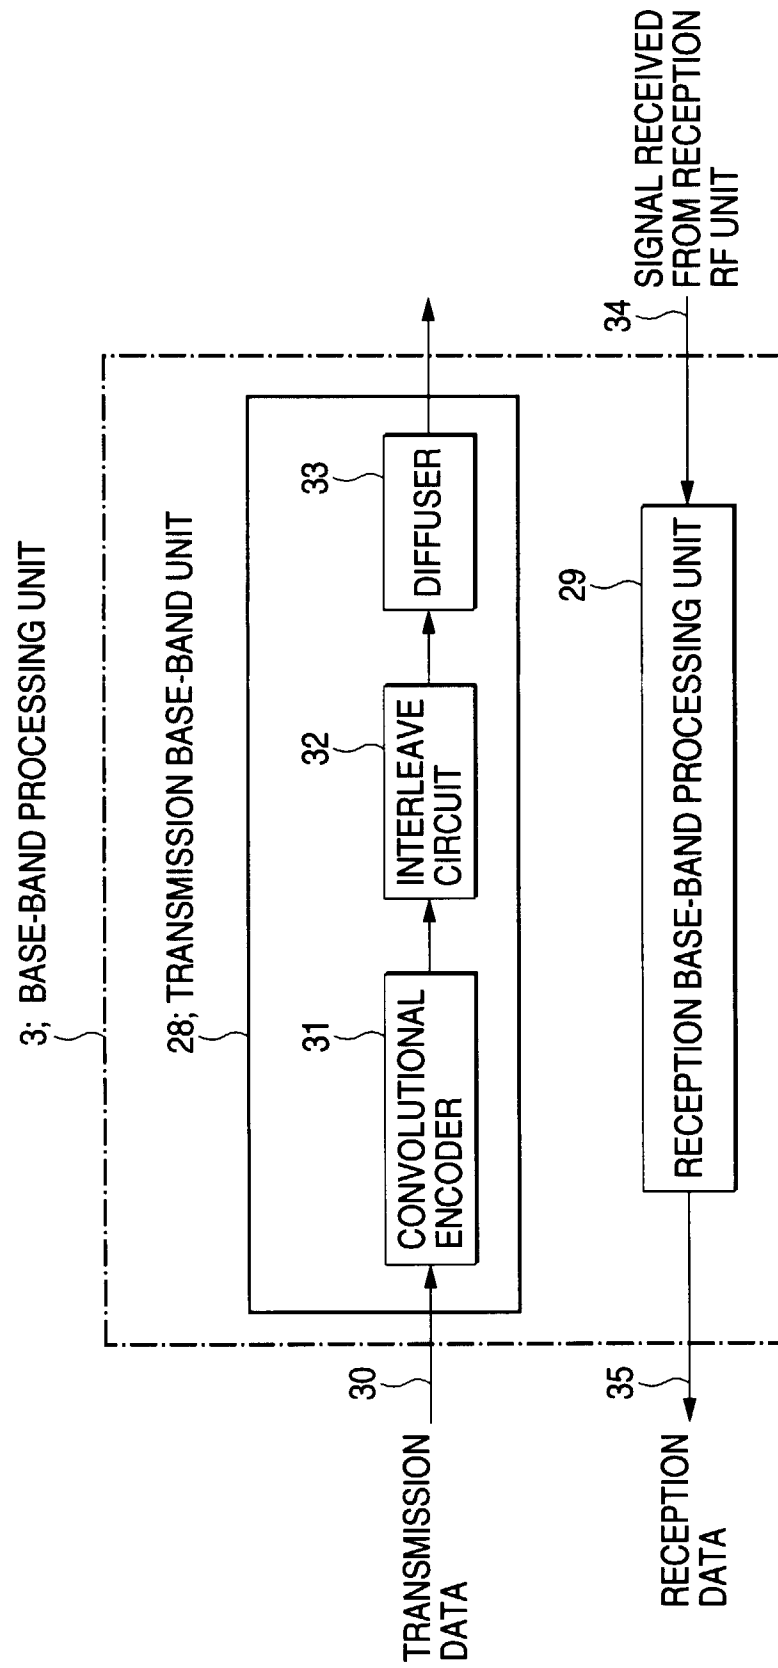 3; BASE-BAND PROCESSING UNIT
28; TRANSMISSION BASE-BAND UNIT
TRANSMISSION
DATA
30
31
CONVOLUTIONAL
ENCODER
32
INTERLEAVE
CIRCUIT
33
DIFFUSER
RECEPTION
DATA
35
29
RECEPTION BASE-BAND PROCESSING UNIT
34
SIGNAL RECEIVED
FROM RECEPTION
RF UNIT